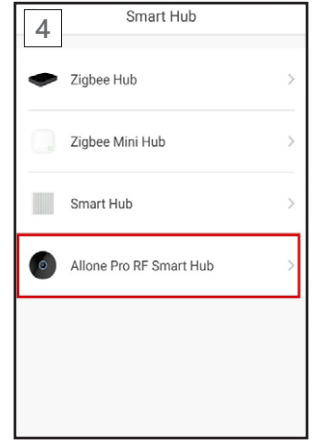 4
Smart Hub
Zigbee Hub
Zigbee Mini Hub
Smart Hub
Allone Pro RF Smart Hub